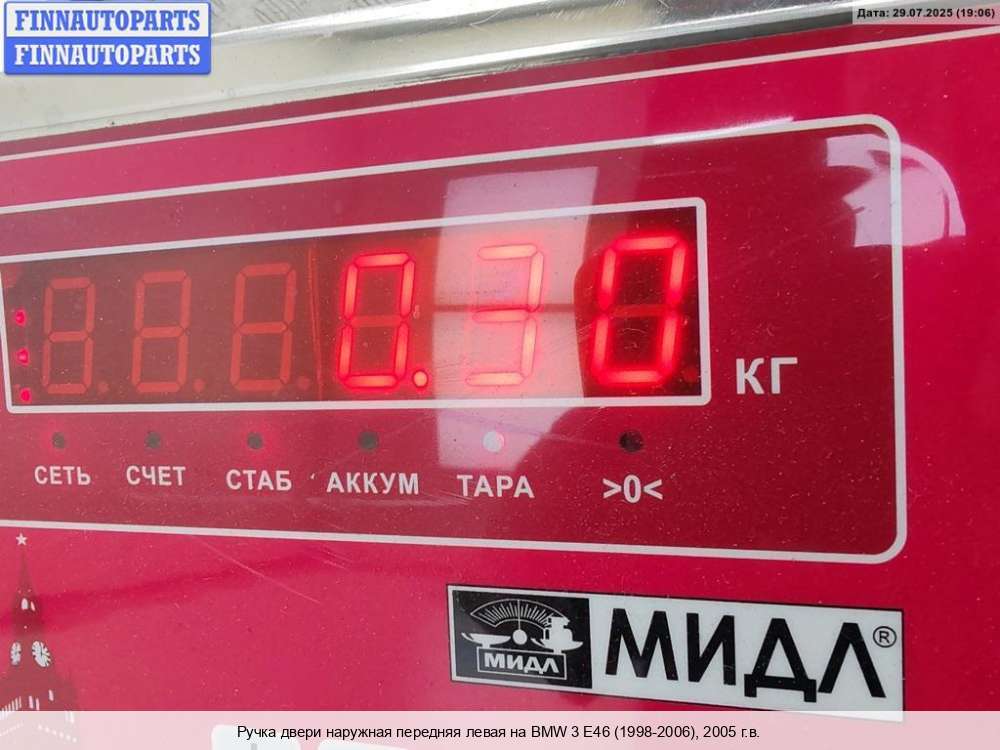 FINNAUTOPARTS
FINNAUTOPARTS
Дата: 29.07.2025 (19:06)
0.30
КГ
СЕТЬ СЧЕТ СТАБ АККУМ ТАРА >0<
МИДЛ
МИДЛ®
Ручка двери наружная передняя левая на BMW 3 E46 (1998-2006), 2005 г.в.